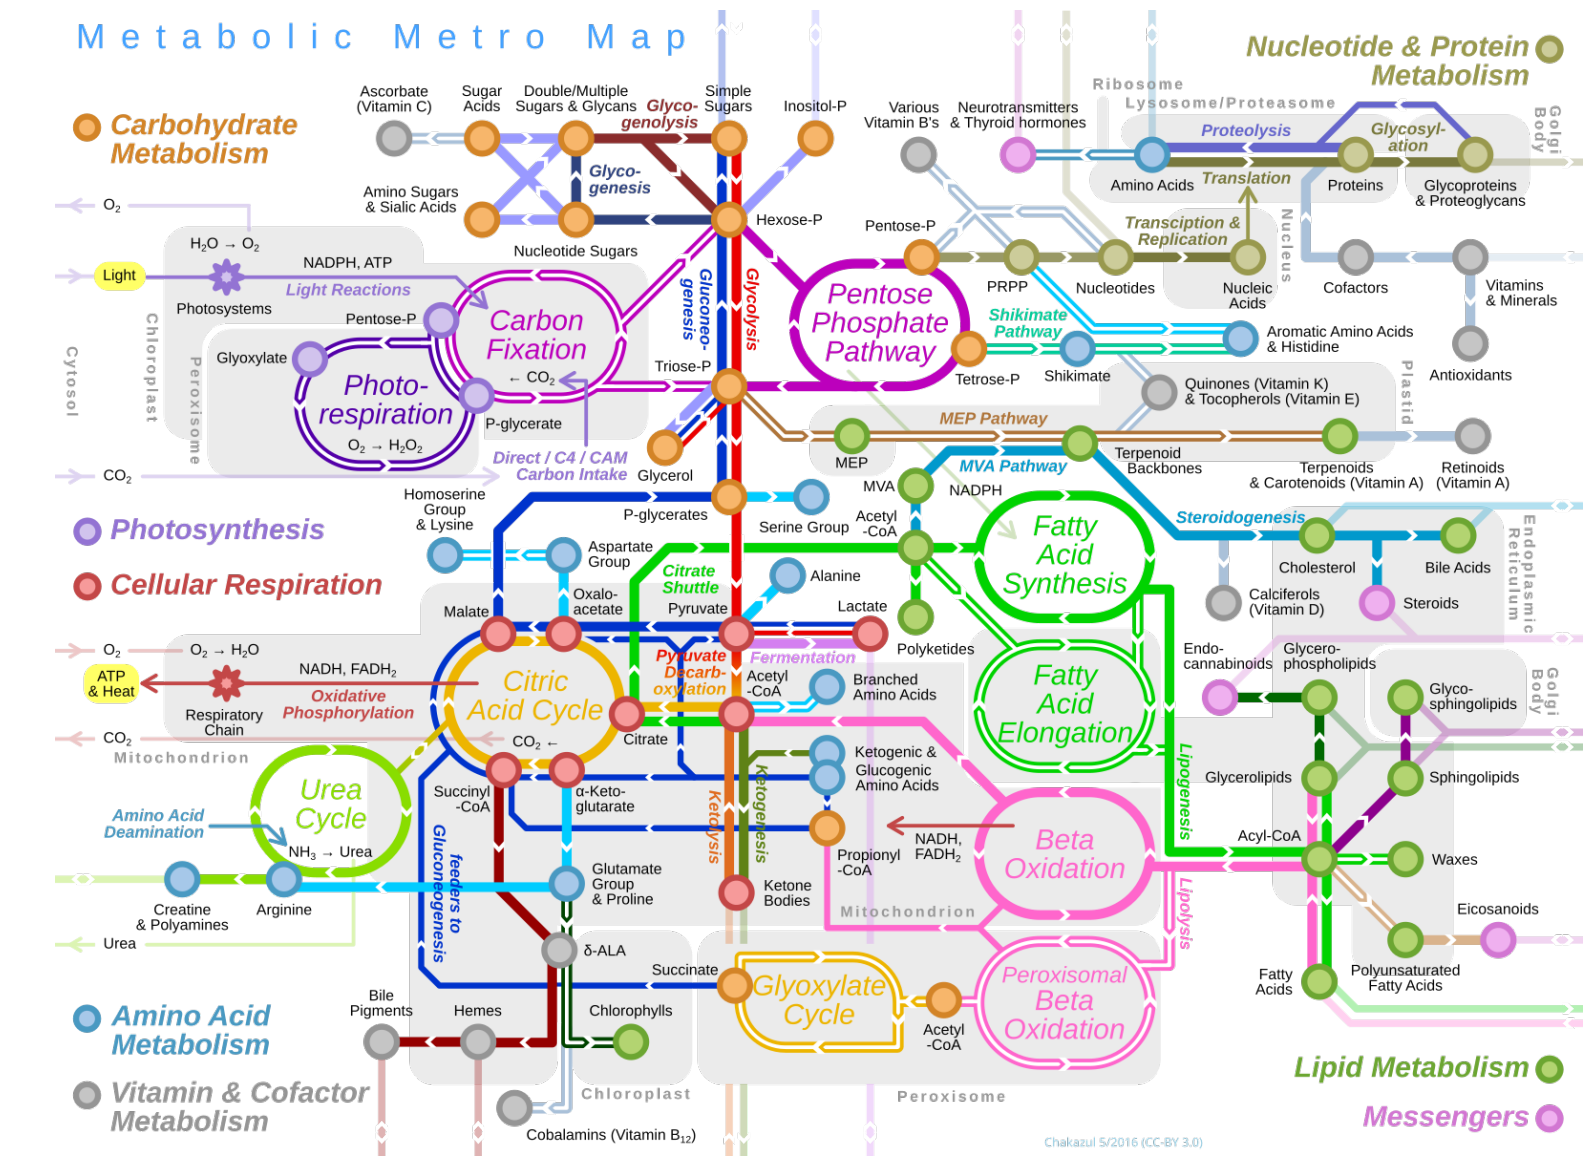 Metabolic Metro Map
Nucleotide & Protein
Metabolism
Carbohydrate
Metabolism
Ascorbate
(Vitamin C)
Sugar
Acids
Double/Multiple
Sugars & Glycans
Glyco-
genolysis
Simple
Sugars
Inositol-P
Various
Vitamin B's
Neurotransmitters
& Thyroid hormones
Ribosome
Lysosome/Proteasome
Proteolysis
Glycosyl-
ation
Golgi
Body
Glyco-
genesis
Amino Acids
Translation
Proteins
Glycoproteins
& Proteoglycans
Amino Sugars
& Sialic Acids
Nucleotide Sugars
Hexose-P
Pentose-P
Transciption &
Replication
Nucleus
O₂
H₂O → O₂
Light
NADPH, ATP
Light Reactions
Photosystems
Chloroplast
Peroxisome
Cytosol
Pentose-P
Glyoxylate
Carbon
Fixation
← CO₂
Photo-
respiration
O₂ → H₂O₂
P-glycerate
Direct / C4 / CAM
Carbon Intake
CO₂
Gluconeo-
genesis
Glycolysis
Triose-P
Glycerol
Pentose
Phosphate
Pathway
PRPP
Nucleotides
Nucleic
Acids
Cofactors
Vitamins
& Minerals
Shikimate
Pathway
Aromatic Amino Acids
& Histidine
Tetrose-P
Shikimate
Antioxidants
Quinones (Vitamin K)
& Tocopherols (Vitamin E)
Plastid
MEP Pathway
MEP
MVA Pathway
Terpenoid
Backbones
Terpenoids
& Carotenoids (Vitamin A)
Retinoids
(Vitamin A)
Photosynthesis
Cellular Respiration
Homoserine
Group
& Lysine
P-glycerates
Serine Group
MVA
NADPH
Acetyl
-CoA
Fatty
Acid
Synthesis
Steroidogenesis
Cholesterol
Bile Acids
Endoplasmic
Reticulum
Aspartate
Group
Citrate
Shuttle
Alanine
Calciferols
(Vitamin D)
Steroids
Malate
Oxalo-
acetate
Pyruvate
Lactate
Polyketides
O₂
O₂ → H₂O
ATP
& Heat
NADH, FADH₂
Oxidative
Phosphorylation
Respiratory
Chain
CO₂
Mitochondrion
Citric
Acid Cycle
CO₂ ←
Pyruvate
Decarb-
oxylation
Fermentation
Acetyl
-CoA
Branched
Amino Acids
Citrate
Fatty
Acid
Elongation
Endo-
cannabinoids
Glycero-
phospholipids
Glyco-
sphingolipids
Golgi
Body
Urea
Cycle
Amino Acid
Deamination
NH₃ → Urea
Succinyl
-CoA
α-Keto-
glutarate
Ketogenic &
Glucogenic
Amino Acids
Ketolysis
Ketogenesis
Lipogenesis
Glycerolipids
Sphingolipids
NADH,
FADH₂
Beta
Oxidation
Acyl-CoA
Waxes
Propionyl
-CoA
Creatine
& Polyamines
Arginine
Urea
feeders to
Gluconeogenesis
Glutamate
Group
& Proline
Ketone
Bodies
Mitochondrion
Lipolysis
Eicosanoids
δ-ALA
Succinate
Glyoxylate
Cycle
Acetyl
-CoA
Peroxisomal
Beta
Oxidation
Fatty
Acids
Polyunsaturated
Fatty Acids
Amino Acid
Metabolism
Bile
Pigments
Hemes
Chlorophylls
Vitamin & Cofactor
Metabolism
Chloroplast
Peroxisome
Cobalamins (Vitamin B₁₂)
Lipid Metabolism
Messengers
Chakazul 5/2016 (CC-BY 3.0)